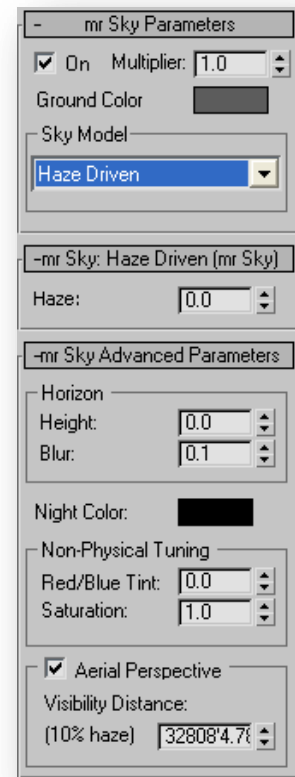 - mr Sky Parameters
On Multiplier: 1.0
Ground Color
Sky Model
Haze Driven
-mr Sky: Haze Driven (mr Sky)
Haze: 0.0
-mr Sky Advanced Parameters
Horizon
Height: 0.0
Blur: 0.1
Night Color:
Non-Physical Tuning
Red/Blue Tint: 0.0
Saturation: 1.0
Aerial Perspective
Visibility Distance:
(10% haze)